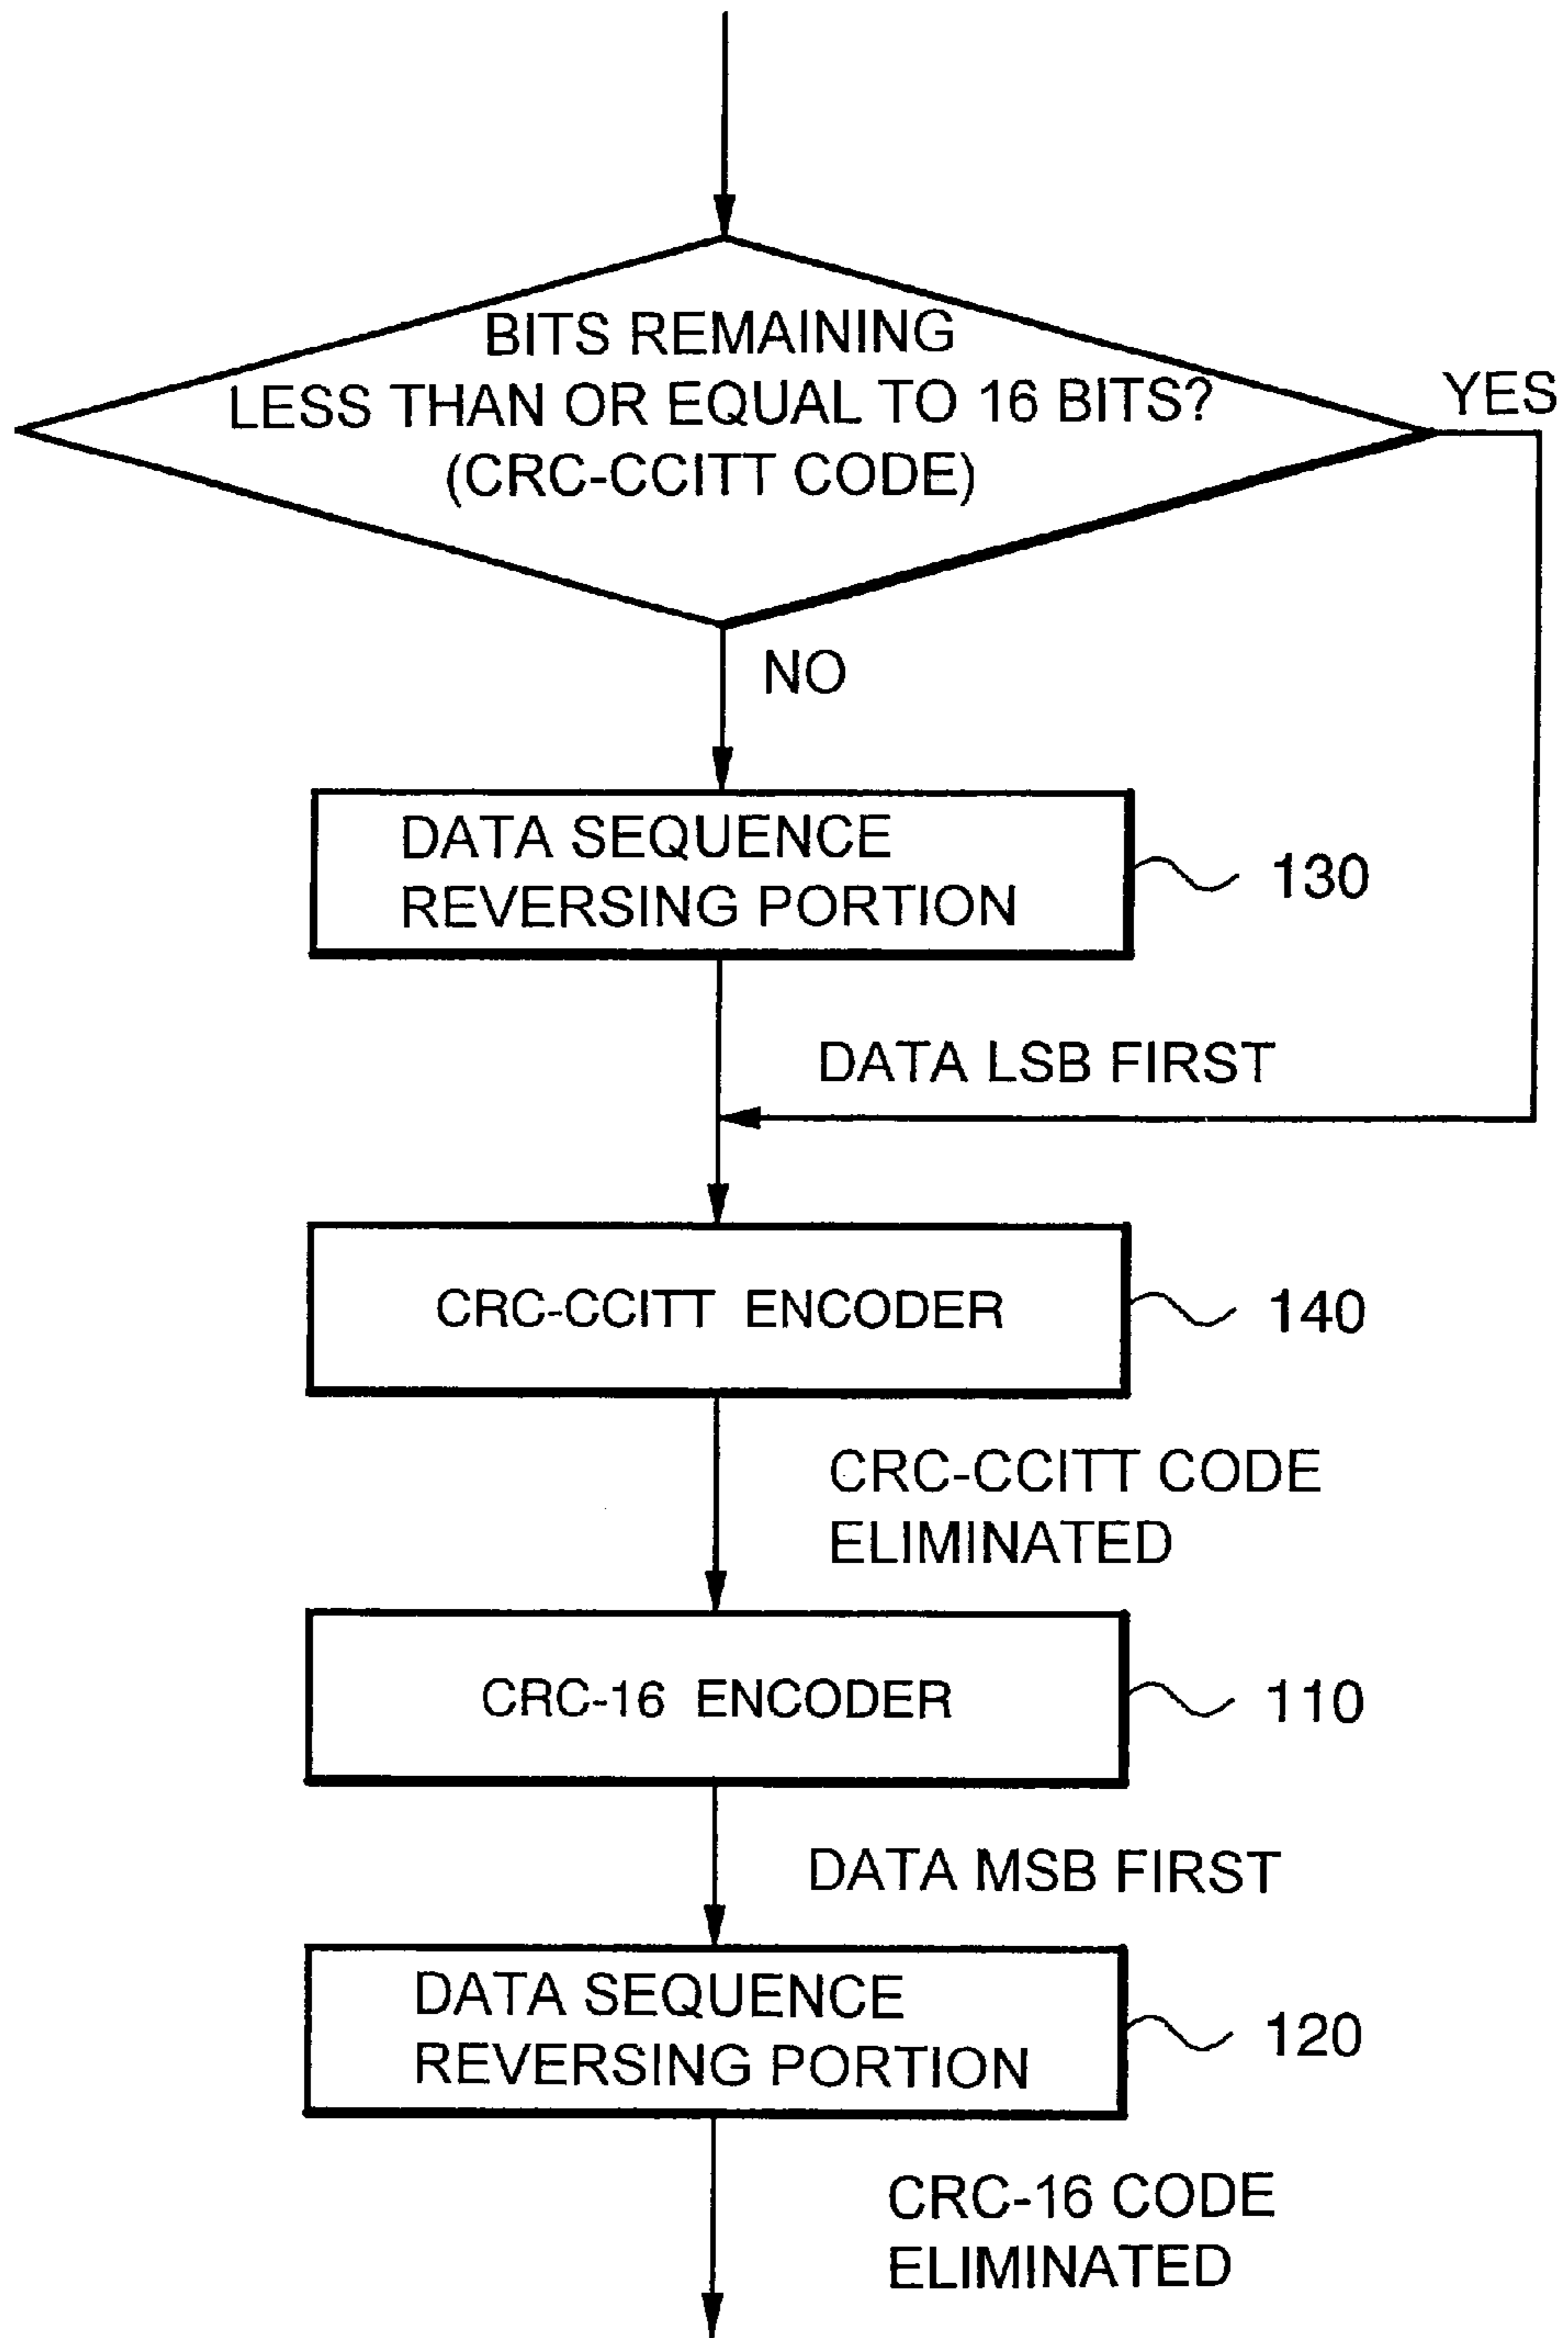 BITS REMAINING
LESS THAN OR EQUAL TO 16 BITS?
(CRC-CCITT CODE)
YES
NO
DATA SEQUENCE
REVERSING PORTION
130
DATA LSB FIRST
CRC-CCITT ENCODER
140
CRC-CCITT CODE
ELIMINATED
CRC-16 ENCODER
110
DATA MSB FIRST
DATA SEQUENCE
REVERSING PORTION
120
CRC-16 CODE
ELIMINATED